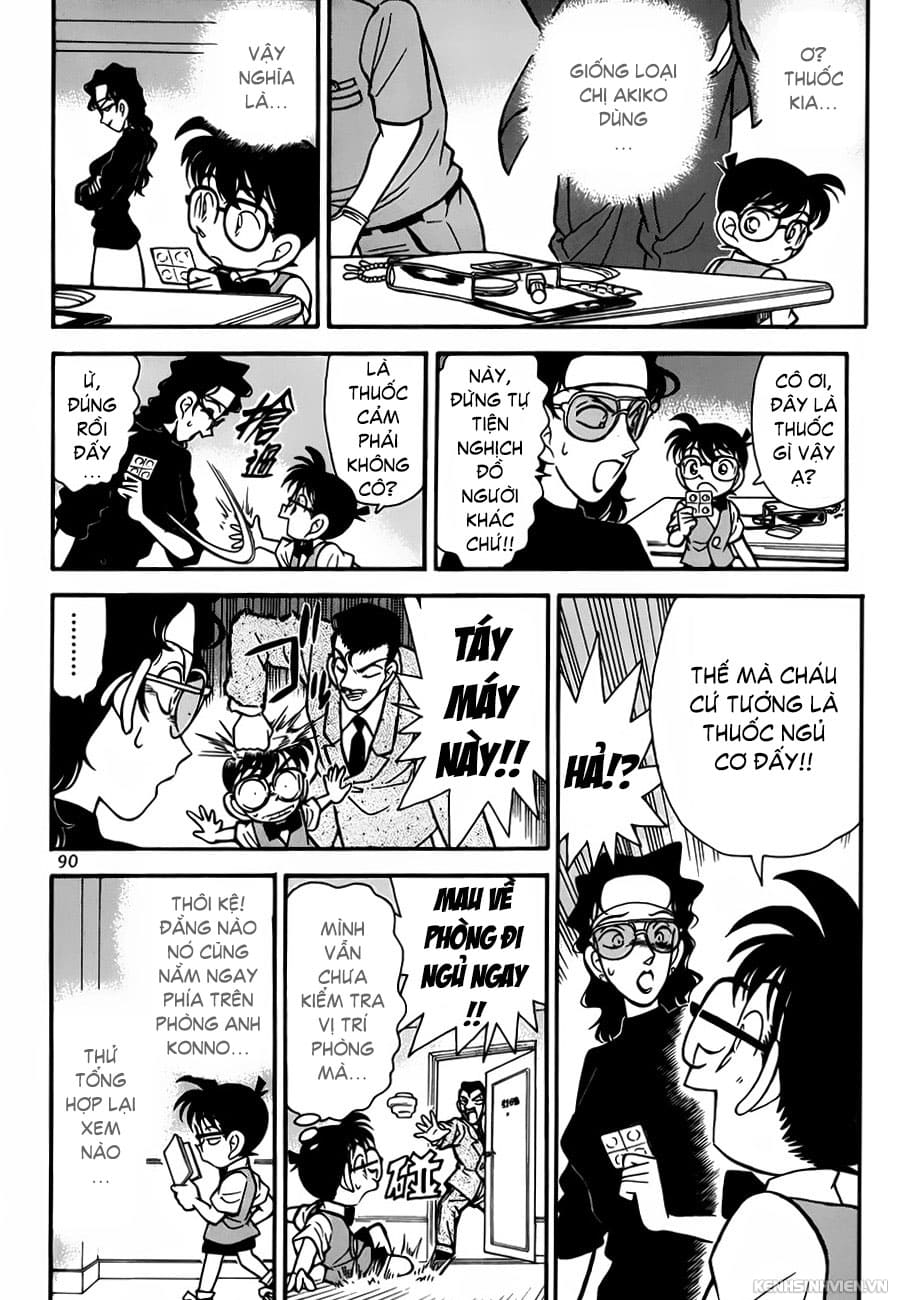 Ơ?
THUỐC
KIA...
GIỐNG LOẠI
CHỊ AKIKO
DÙNG
...
VẬY
NGHĨA
LÀ...
CÔ ƠI,
ĐÂY LÀ
THUỐC
GÌ VẬY
Ạ?
NÀY,
ĐỪNG TỰ
TIỆN
NGHỊCH
ĐỒ
NGƯỜI
KHÁC
CHỨ!!
LÀ
THUỐC
CẢM
PHẢI
KHÔNG
CÔ?
搶過
Ử,
ĐÚNG
RỒI
ĐẤY
...
THẾ MÀ CHÁU
CỨ TƯỞNG LÀ
THUỐC NGỦ
CƠ ĐẤY!!
HẢ!?
TÁY
MÁY
NÀY!!
........
90
MAU VỀ
PHÒNG ĐI
NGỦ NGAY
!!
MÌNH
VẪN
CHƯA
KIỂM TRA
VỊ TRÍ
PHÒNG
MÀ...
碰
THÔI KỆ!
ĐẰNG NÀO
NÓ CŨNG
NẰM NGAY
PHÍA TRÊN
PHÒNG ANH
KONNO...
THỬ
TỔNG
HỢP LẠI
XEM
NÀO
...
KENHSINHVIEN.VN